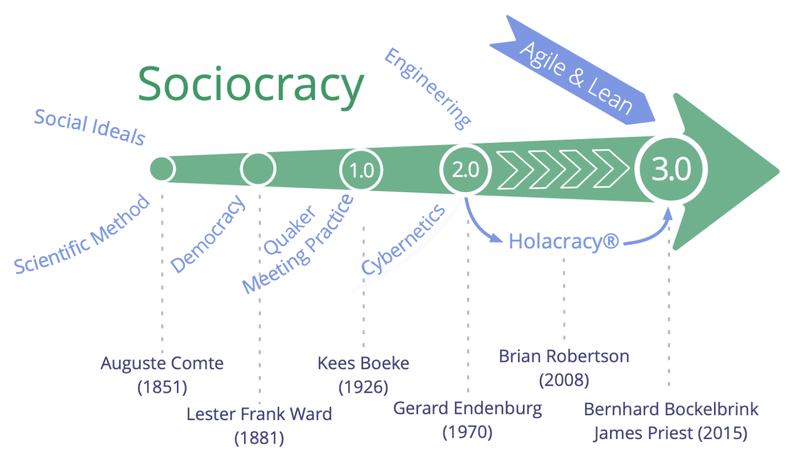 Sociocracy
Agile & Lean
Engineering
Social Ideals
1.0
2.0
3.0
Scientific Method
Democracy
Quaker
Meeting Practice
Cybernetics
Holacracy®
Auguste Comte
(1851)
Lester Frank Ward
(1881)
Kees Boeke
(1926)
Gerard Endenburg
(1970)
Brian Robertson
(2008)
Bernhard Bockelbrink
James Priest (2015)